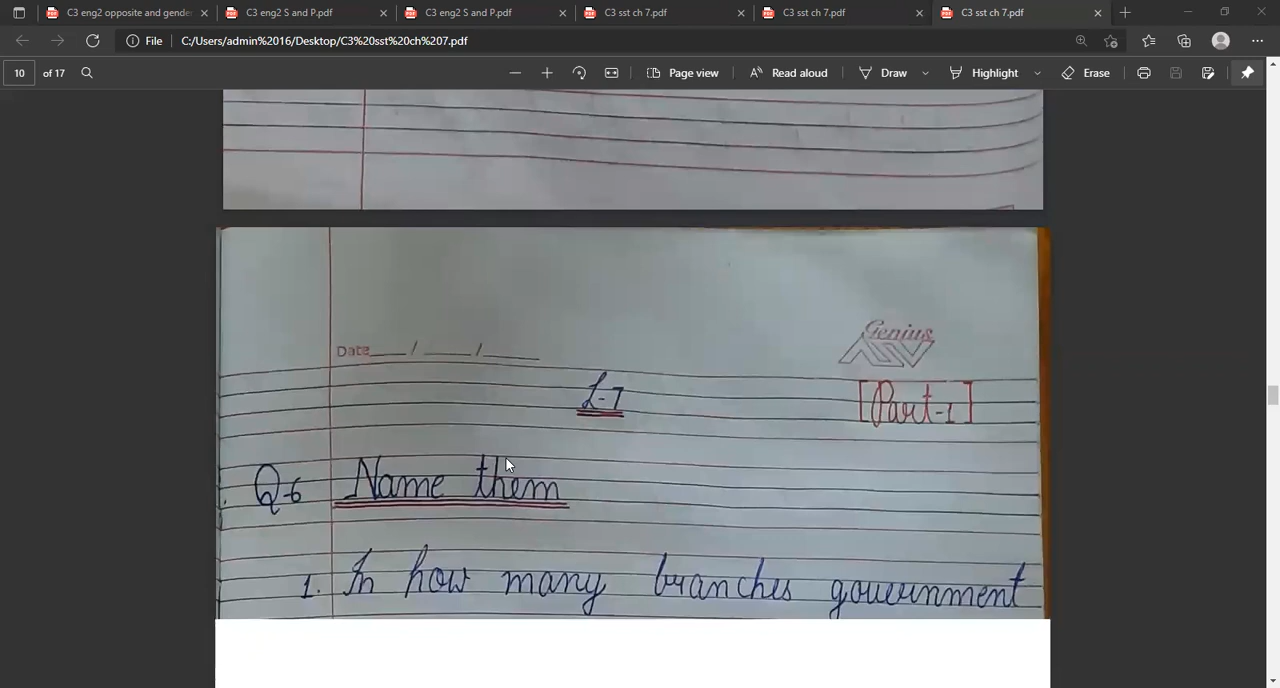 C3 eng2 opposite and gende
C3 eng2 S and P.pdf
C3 eng2 S and P.pdf
C3 sst ch 7.pdf
C3 sst ch 7.pdf
C3 sst ch 7.pdf
File
C:/Users/admin%2016/Desktop/C3%20sst%20ch%207.pdf
10 of 17
Page view
Read aloud
Draw
Highlight
Erase
Genius
Date___/___/___
L-7
[Part-1]
Q-6 Name them
1. In how many branches government